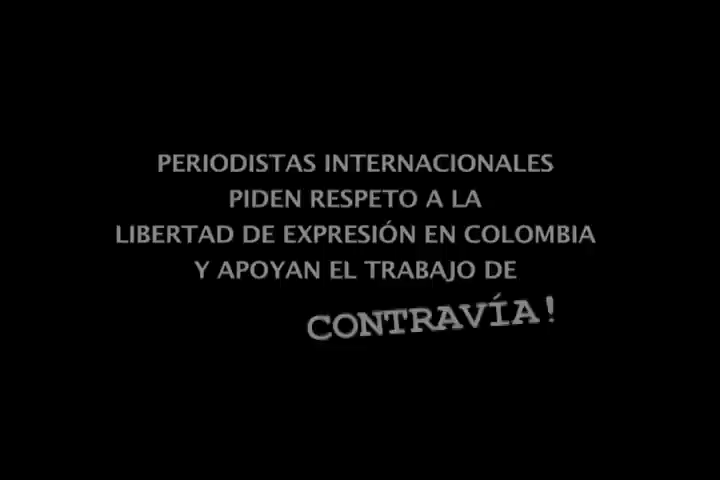 PERIODISTAS INTERNACIONALES
PIDEN RESPETO A LA
LIBERTAD DE EXPRESIÓN EN COLOMBIA
Y APOYAN EL TRABAJO DE
CONTRAVÍA!